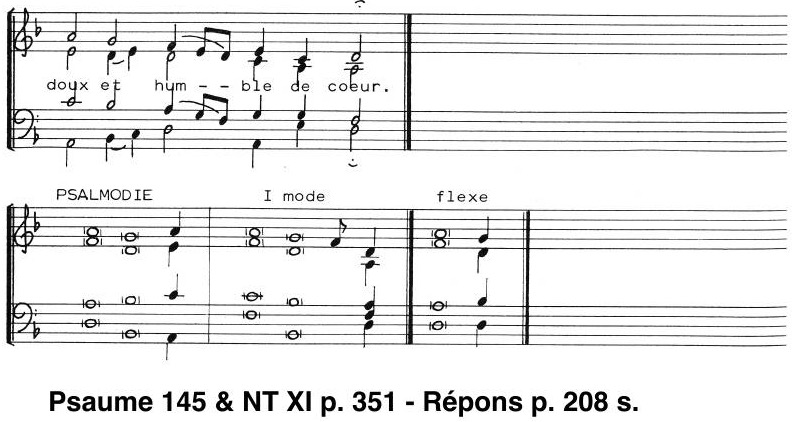 doux et hum - - ble de coeur.
PSALMODIE I mode flexe
Psaume 145 & NT XI p. 351 - Répons p. 208 s.